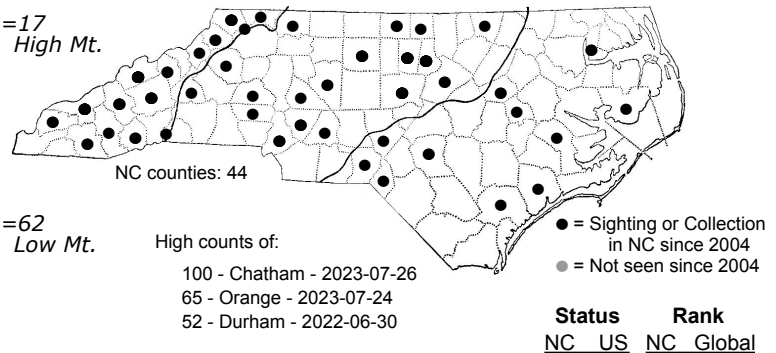 =17
High Mt.
NC counties: 44
=62
Low Mt.
High counts of:
100 - Chatham - 2023-07-26
65 - Orange - 2023-07-24
52 - Durham - 2022-06-30
● = Sighting or Collection
in NC since 2004
● = Not seen since 2004
Status Rank
NC US NC Global